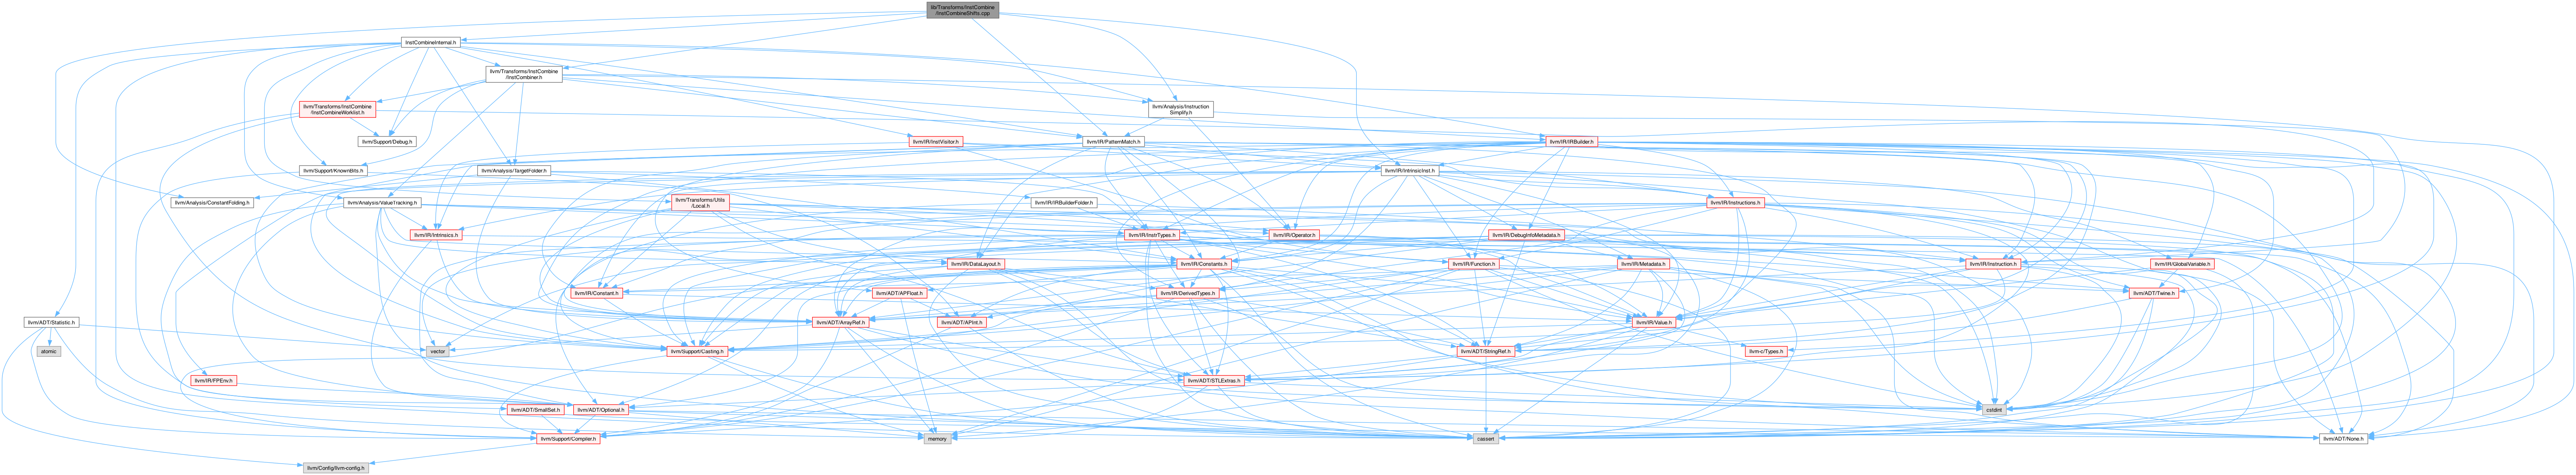 lib/Transforms/InstCombine
/InstCombineShifts.cpp
InstCombineInternal.h
llvm/Transforms/InstCombine
/InstCombiner.h
llvm/Transforms/InstCombine
/InstCombineWorklist.h
llvm/Analysis/Instruction
Simplify.h
llvm/Support/Debug.h
llvm/IR/InstVisitor.h
llvm/IR/PatternMatch.h
llvm/IR/IRBuilder.h
llvm/Support/KnownBits.h
llvm/Analysis/TargetFolder.h
llvm/IR/IntrinsicInst.h
llvm/Analysis/ConstantFolding.h
llvm/Analysis/ValueTracking.h
llvm/Transforms/Utils
/Local.h
llvm/IR/IRBuilderFolder.h
llvm/IR/Instructions.h
llvm/IR/Intrinsics.h
llvm/IR/InstrTypes.h
llvm/IR/Operator.h
llvm/IR/DebugInfoMetadata.h
llvm/IR/DataLayout.h
llvm/IR/Constants.h
llvm/IR/Function.h
llvm/IR/Metadata.h
llvm/IR/Instruction.h
llvm/IR/GlobalVariable.h
llvm/IR/Constant.h
llvm/ADT/APFloat.h
llvm/IR/DerivedTypes.h
llvm/ADT/Twine.h
llvm/ADT/Statistic.h
llvm/ADT/ArrayRef.h
llvm/ADT/APInt.h
llvm/IR/Value.h
atomic
vector
llvm/Support/Casting.h
llvm/ADT/StringRef.h
llvm-c/Types.h
llvm/IR/FPEnv.h
llvm/ADT/STLExtras.h
llvm/ADT/SmallSet.h
llvm/ADT/Optional.h
cstdint
llvm/Support/Compiler.h
memory
cassert
llvm/ADT/None.h
llvm/Config/llvm-config.h